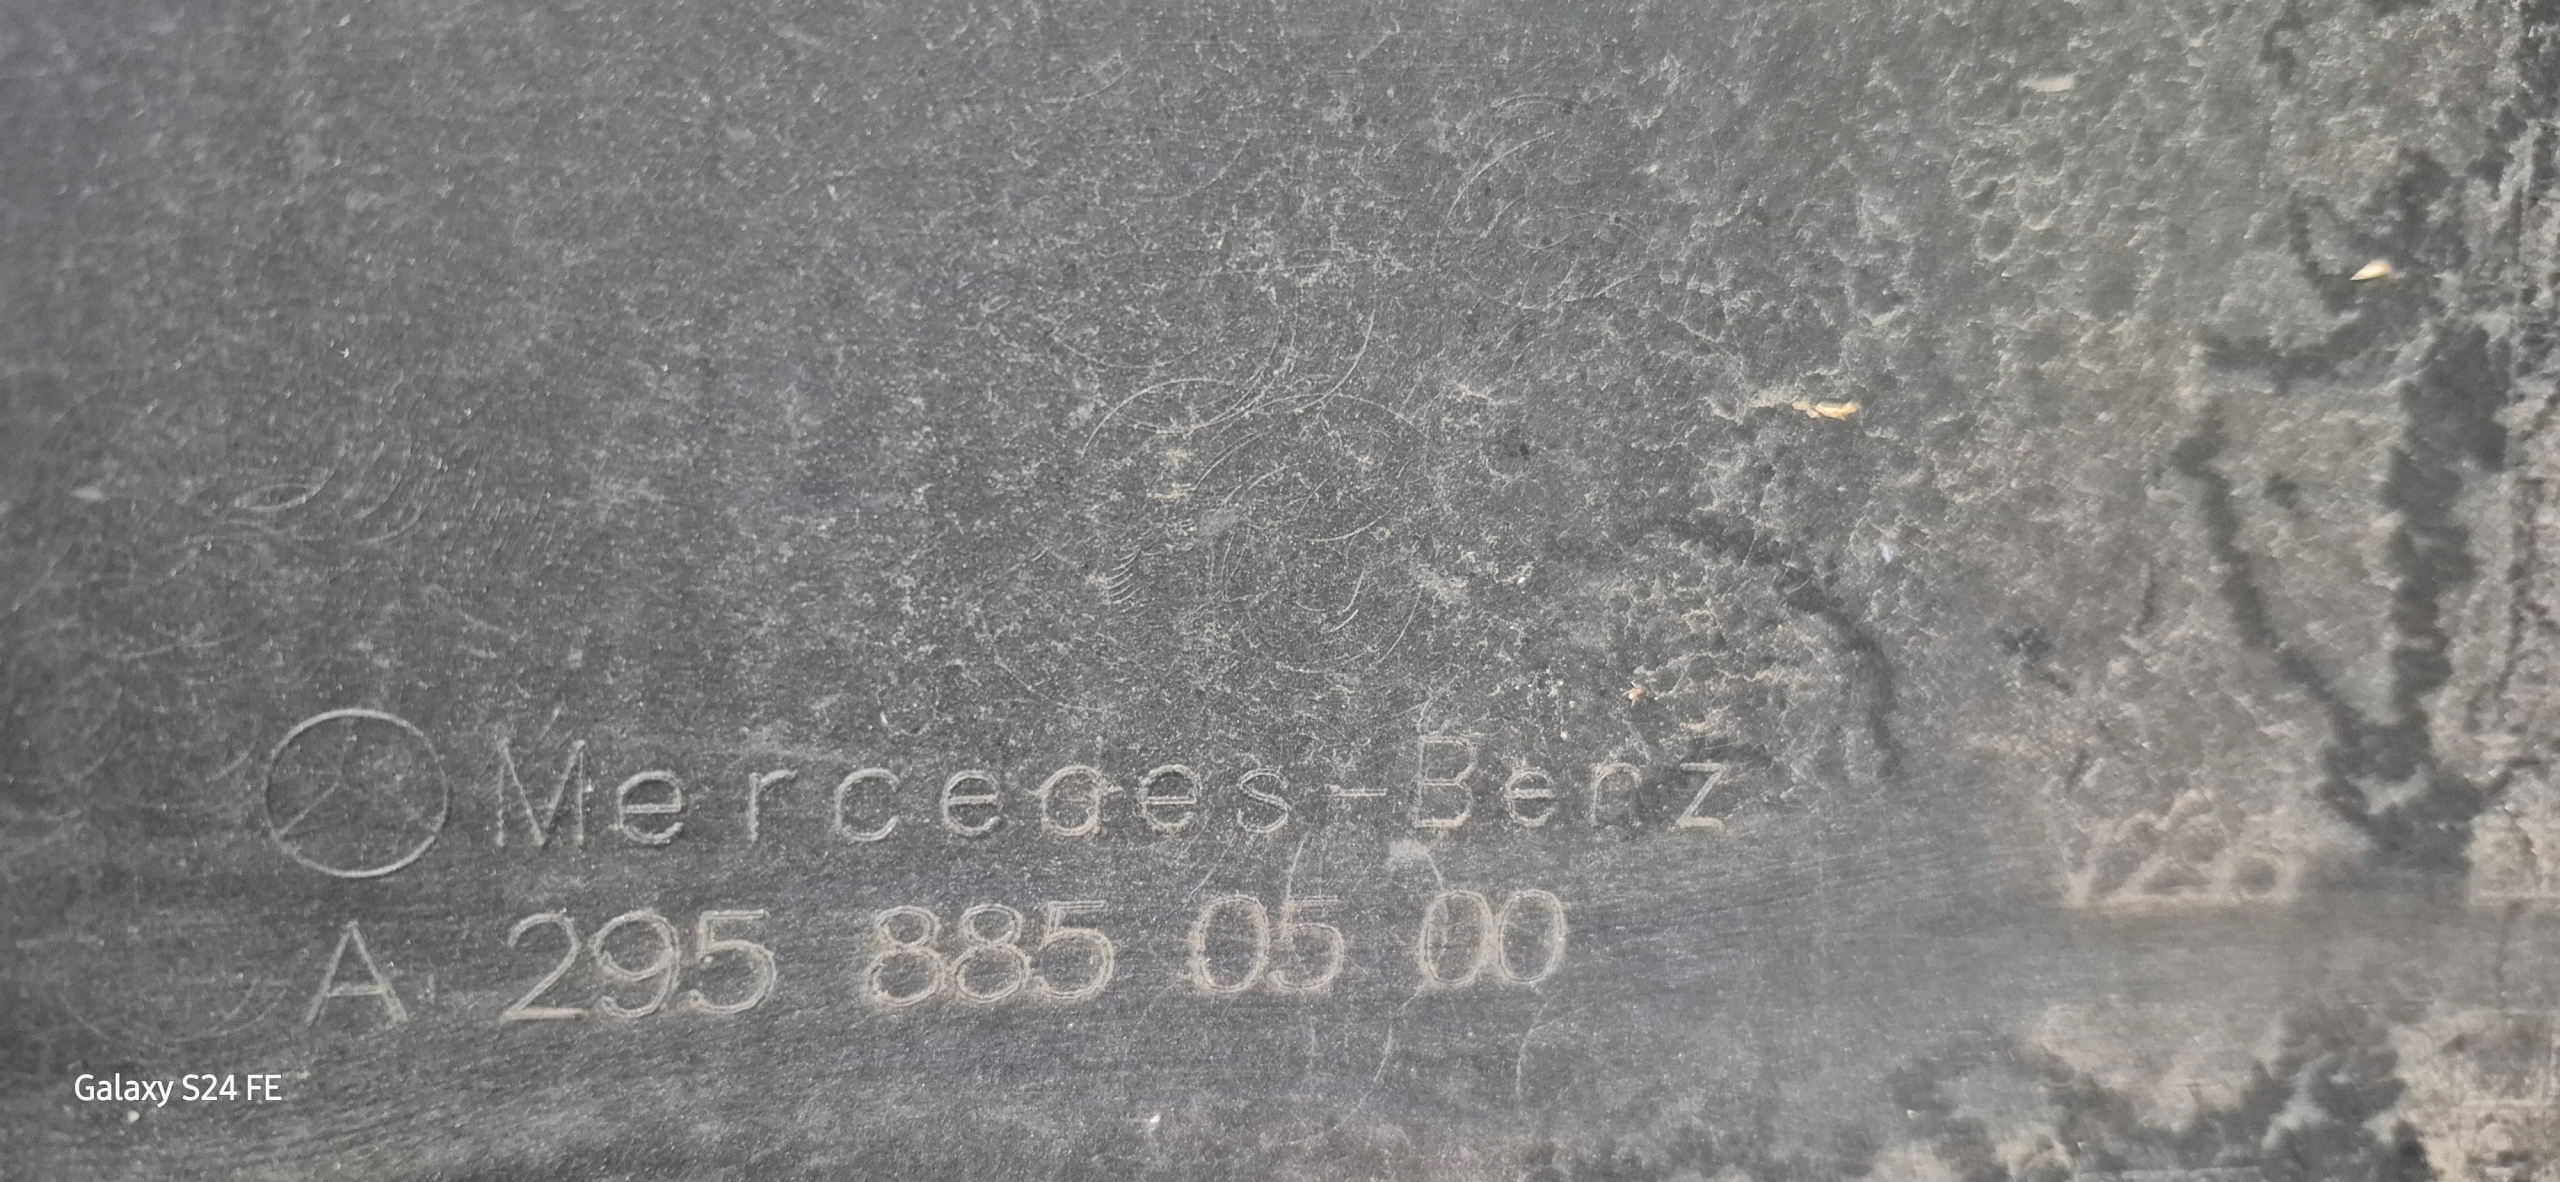 Mercedes-Benz
A 295 885 05 00
Galaxy S24 FE